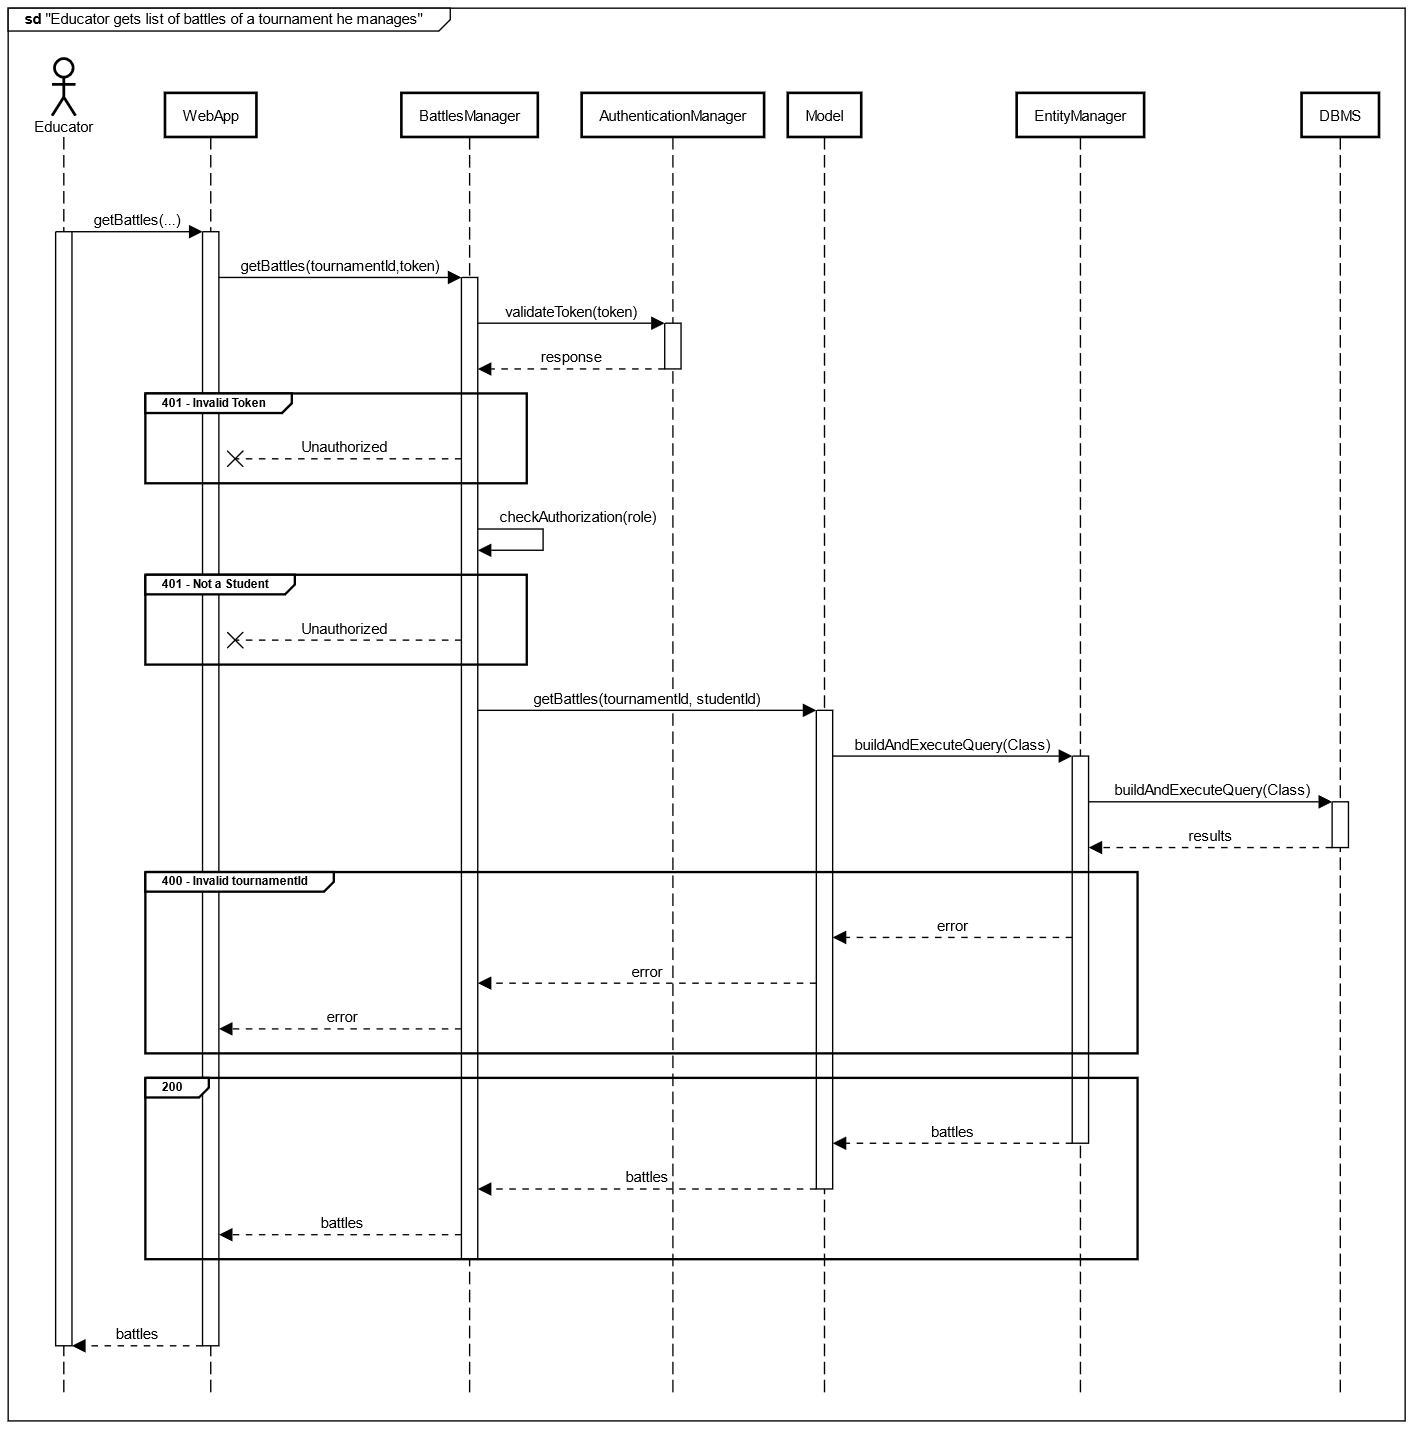 sd "Educator gets list of battles of a tournament he manages"
Educator
WebApp
BattlesManager
AuthenticationManager
Model
EntityManager
DBMS
getBattles(...)
getBattles(tournamentId,token)
validateToken(token)
response
401 - Invalid Token
Unauthorized
checkAuthorization(role)
401 - Not a Student
Unauthorized
getBattles(tournamentId, studentId)
buildAndExecuteQuery(Class)
buildAndExecuteQuery(Class)
results
400 - Invalid tournamentId
error
error
error
200
battles
battles
battles
battles